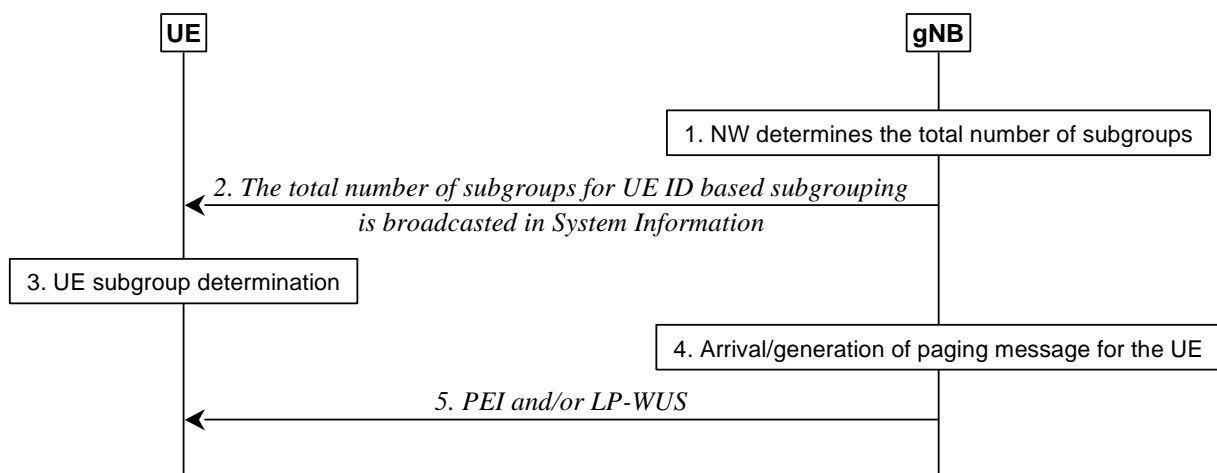 UE
gNB
1. NW determines the total number of subgroups
2. The total number of subgroups for UE ID based subgrouping
is broadcasted in System Information
3. UE subgroup determination
4. Arrival/generation of paging message for the UE
5. PEI and/or LP-WUS